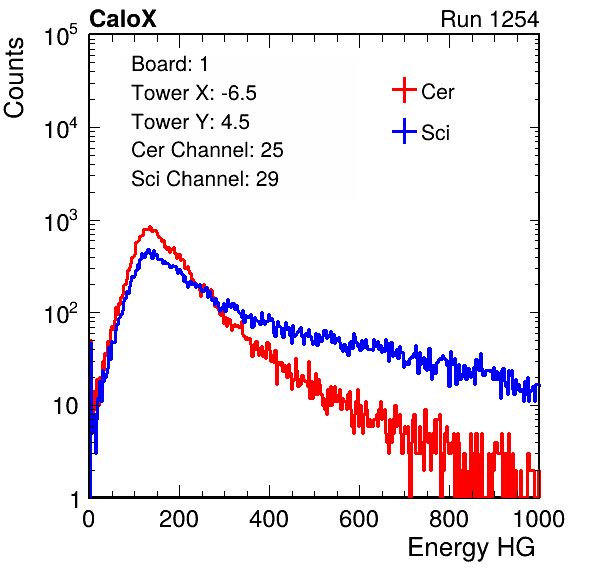 CaloX Run 1254
Counts
Board: 1
Tower X: -6.5
Tower Y: 4.5
Cer Channel: 25
Sci Channel: 29
Cer
Sci
10^5
10^4
10^3
10^2
10
1
0 200 400 600 800 1000
Energy HG